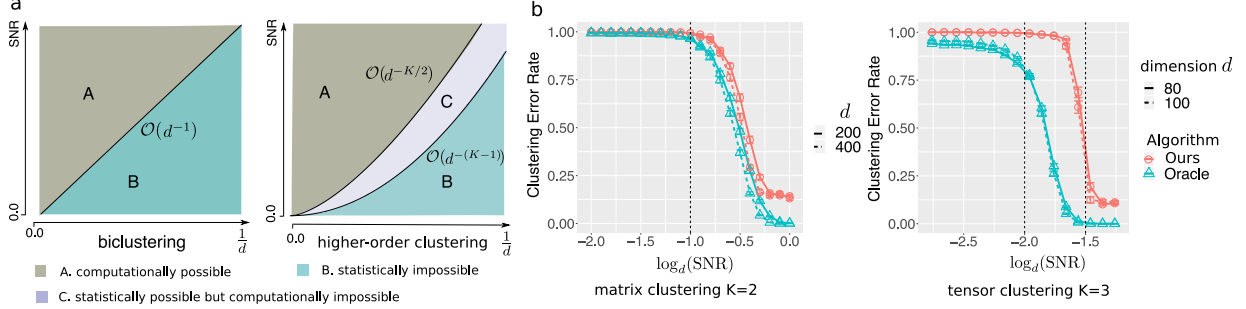 a
SNR
A
B
𝒪(d^{-1})
0.0
0.0
biclustering
1/d
SNR
A
𝒪(d^{-K/2})
C
𝒪(d^{-(K-1)})
B
0.0
0.0
higher-order clustering
1/d
A. computationally possible
B. statistically impossible
C. statistically possible but computationally impossible
b
Clustering Error Rate
1.00
0.75
0.50
0.25
0.00
−2.0 −1.5 −1.0 −0.5 0.0
log_d(SNR)
matrix clustering K=2
d
200
400
Clustering Error Rate
1.00
0.75
0.50
0.25
0.00
−2.5 −2.0 −1.5
log_d(SNR)
tensor clustering K=3
dimension d
80
100
Algorithm
Ours
Oracle